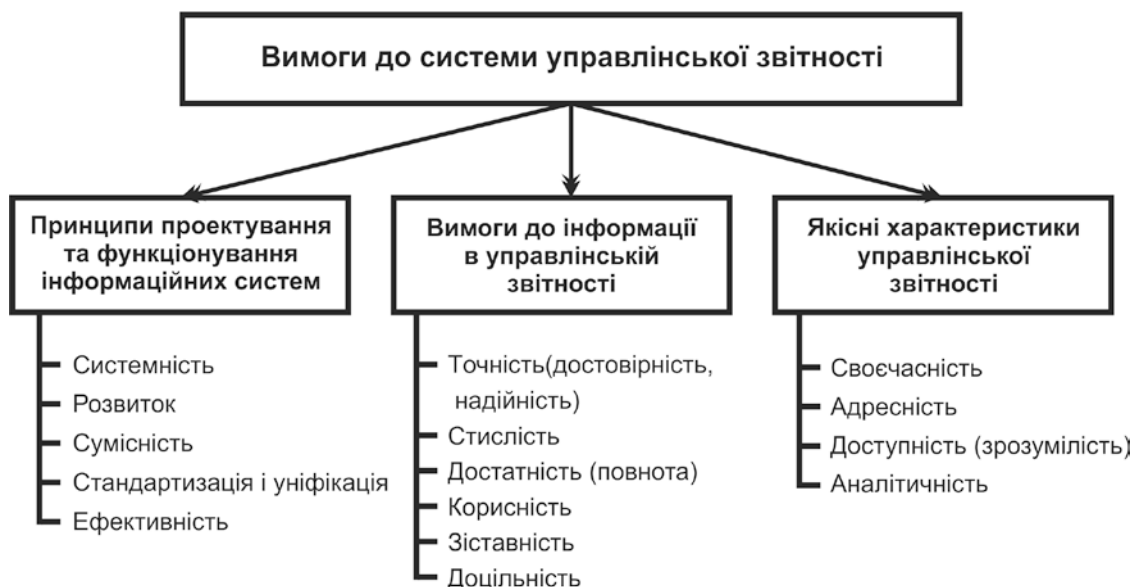 Вимоги до системи управлінської звітності
Принципи проектування
та функціонування
інформаційних систем
Системність
Розвиток
Сумісність
Стандартизація і уніфікація
Ефективність
Вимоги до інформації
в управлінській
звітності
Точність(достовірність,
надійність)
Стислість
Достатність (повнота)
Корисність
Зіставність
Доцільність
Якісні характеристики
управлінської
звітності
Своєчасність
Адресність
Доступність (зрозумілість)
Аналітичність